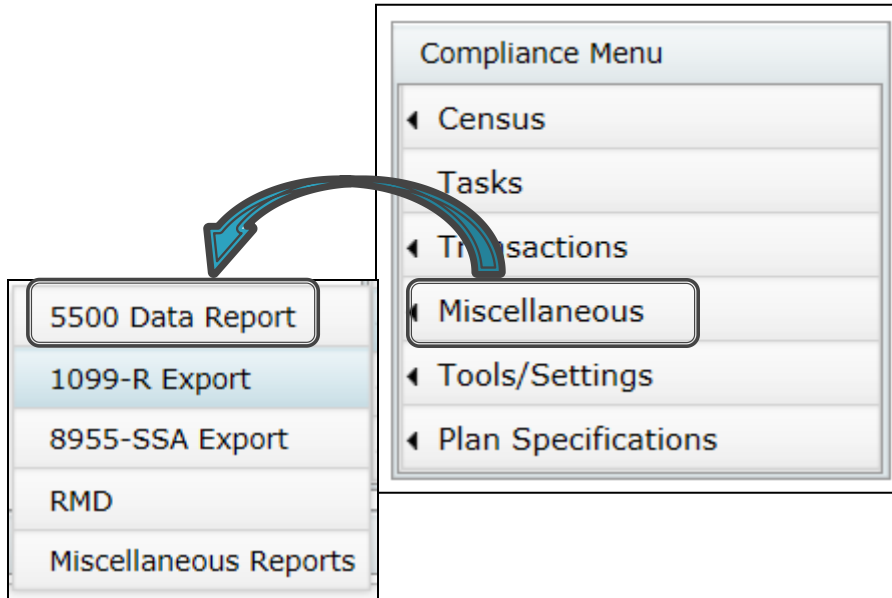 Compliance Menu
Census
Tasks
Transactions
Miscellaneous
Tools/Settings
Plan Specifications
5500 Data Report
1099-R Export
8955-SSA Export
RMD
Miscellaneous Reports